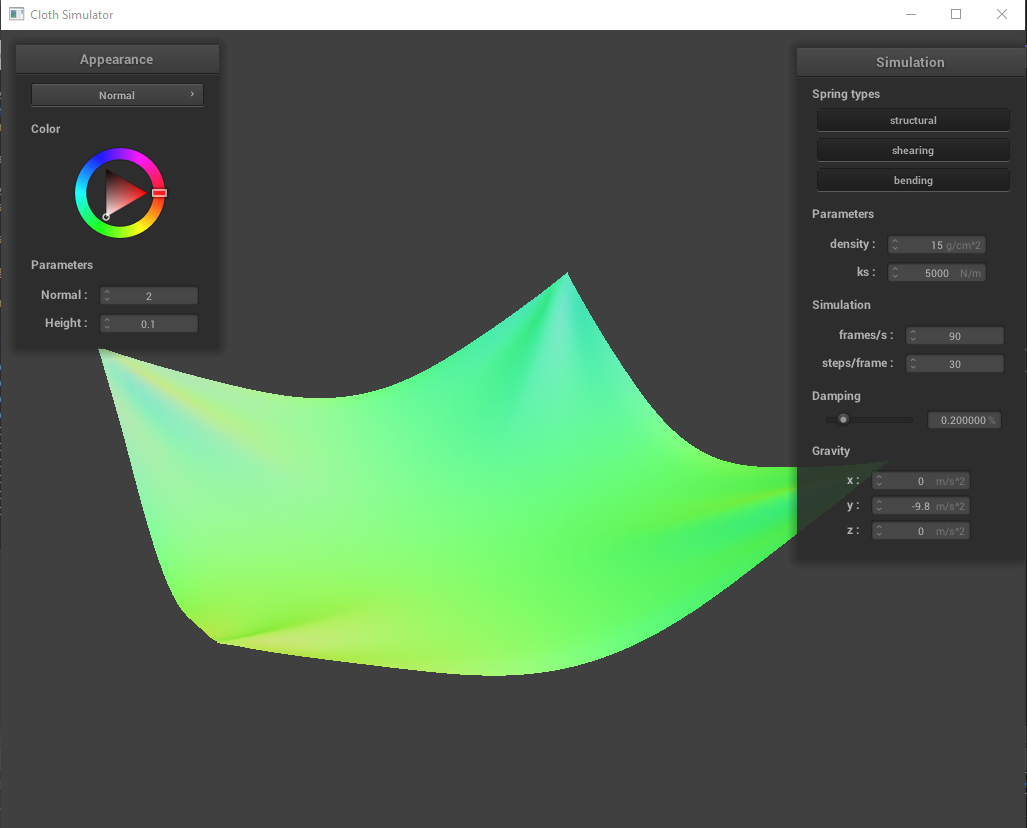 Cloth Simulator
Appearance
Normal
Color
Parameters
Normal : 2
Height : 0.1
Simulation
Spring types
structural
shearing
bending
Parameters
density : 15 g/cm^2
ks : 5000 N/m
Simulation
frames/s : 90
steps/frame : 30
Damping
0.200000 %
Gravity
x : 0 m/s^2
y : -9.8 m/s^2
z : 0 m/s^2